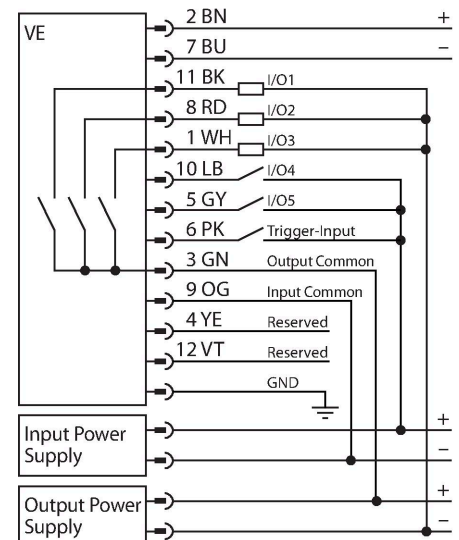 VE
2 BN +
7 BU −
11 BK I/O1
8 RD I/O2
1 WH I/O3
10 LB I/O4
5 GY I/O5
6 PK Trigger-Input
3 GN Output Common
9 OG Input Common
4 YE Reserved
12 VT Reserved
GND
Input Power +
Supply −
Output Power +
Supply −